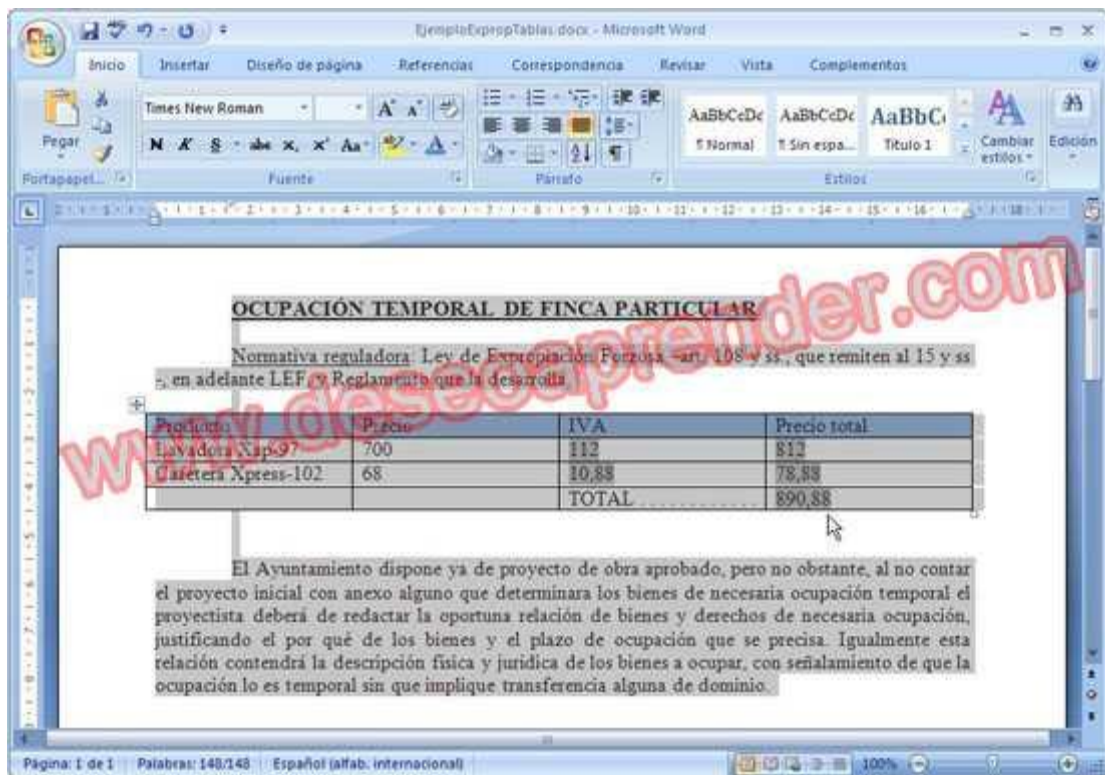 EjemploExpropTablas.docx - Microsoft Word
Inicio Insertar Diseño de página Referencias Correspondencia Revisar Vista Complementos
Times New Roman
AaBbCcDc AaBbCcDc AaBbC
Pegar
N K S abc x, x' Aa A
¶ Normal ¶ Sin espa... Título 1
Cambiar estilos
Edición
Portapapel... Fuente Párrafo Estilos
OCUPACIÓN TEMPORAL DE FINCA PARTICULAR
Normativa reguladora: Ley de Expropiación Forzosa –art. 108 y ss., que remiten al 15 y ss
-, en adelante LEF, y Reglamento que la desarrolla.
Producto Precio IVA Precio total
Lavadora Xap-97 700 112 812
Cafetera Xpress-102 68 10,88 78,88
TOTAL . . . . . . . . . . . . . 890,88
El Ayuntamiento dispone ya de proyecto de obra aprobado, pero no obstante, al no contar
el proyecto inicial con anexo alguno que determinara los bienes de necesaria ocupación temporal el
proyectista deberá de redactar la oportuna relación de bienes y derechos de necesaria ocupación,
justificando el por qué de los bienes y el plazo de ocupación que se precisa. Igualmente esta
relación contendrá la descripción física y jurídica de los bienes a ocupar, con señalamiento de que la
ocupación lo es temporal sin que implique transferencia alguna de dominio.
www.deseoaprender.com
Página: 1 de 1 Palabras: 148/148 Español (alfab. internacional) 100%